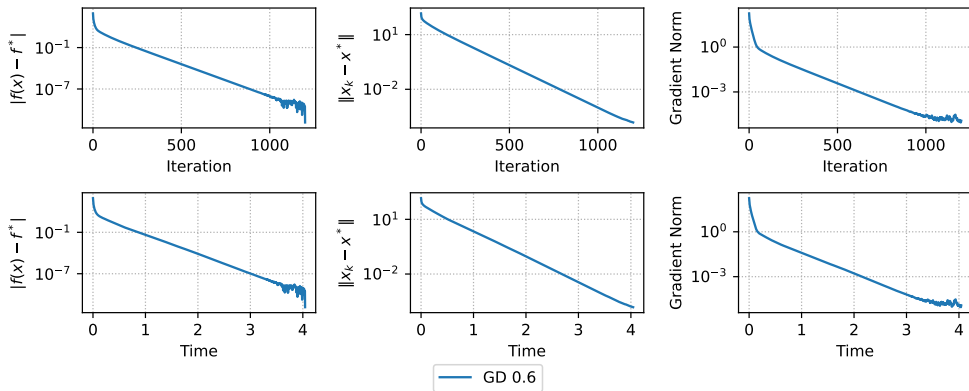 |f(x) − f*|
10⁻¹
10⁻⁷
0 500 1000
Iteration
‖x_k − x*‖
10¹
10⁻²
0 500 1000
Iteration
Gradient Norm
10⁰
10⁻³
0 500 1000
Iteration
|f(x) − f*|
10⁻¹
10⁻⁷
0 1 2 3 4
Time
‖x_k − x*‖
10¹
10⁻²
0 1 2 3 4
Time
Gradient Norm
10⁰
10⁻³
0 1 2 3 4
Time
GD 0.6